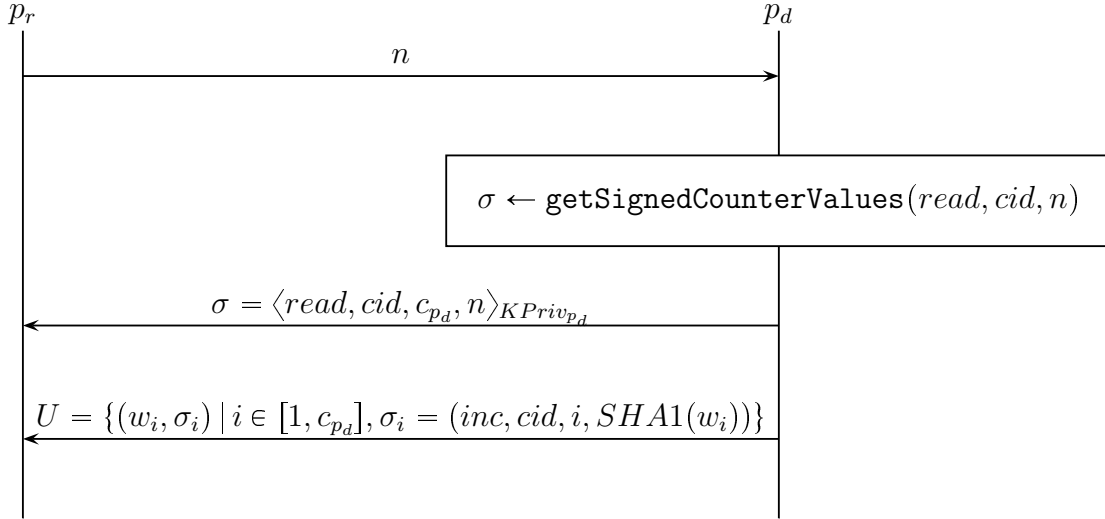 p_r p_d
n
σ ← getSignedCounterValues(read, cid, n)
σ = ⟨read, cid, c_{p_d}, n⟩_{KPriv_{p_d}}
U = {(w_i, σ_i) | i ∈ [1, c_{p_d}], σ_i = (inc, cid, i, SHA1(w_i))}